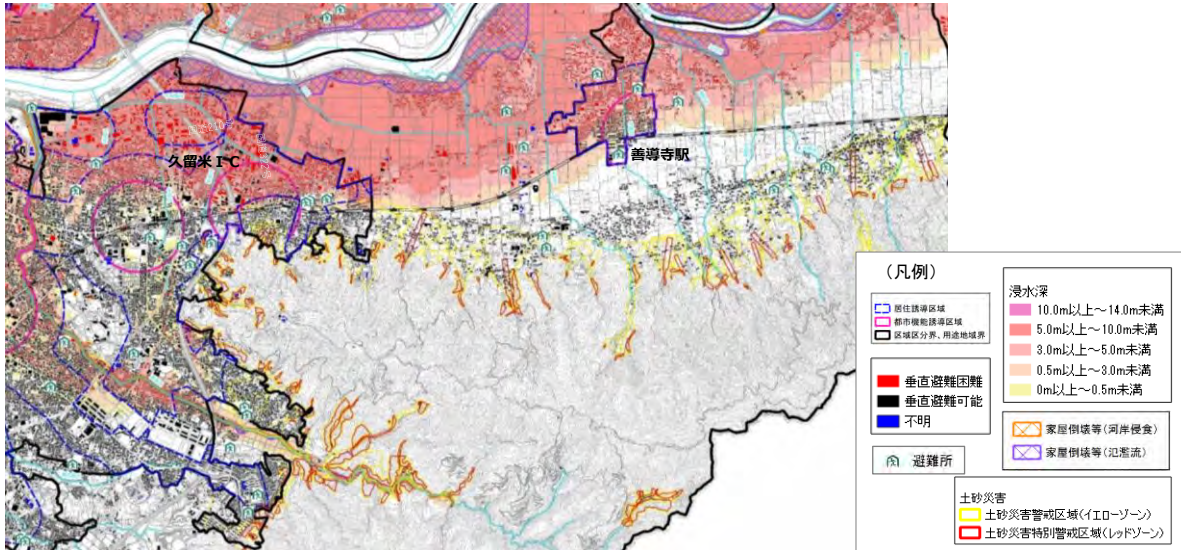 久留米IC
善導寺駅
(凡例)
居住誘導区域
都市機能誘導区域
区域区分界、用途地域界
垂直避難困難
垂直避難可能
不明
避難所
浸水深
10.0m以上~14.0m未満
5.0m以上~10.0m未満
3.0m以上~5.0m未満
0.5m以上~3.0m未満
0m以上~0.5m未満
家屋倒壊等(河岸侵食)
家屋倒壊等(氾濫流)
土砂災害
土砂災害警戒区域(イエローゾーン)
土砂災害特別警戒区域(レッドゾーン)